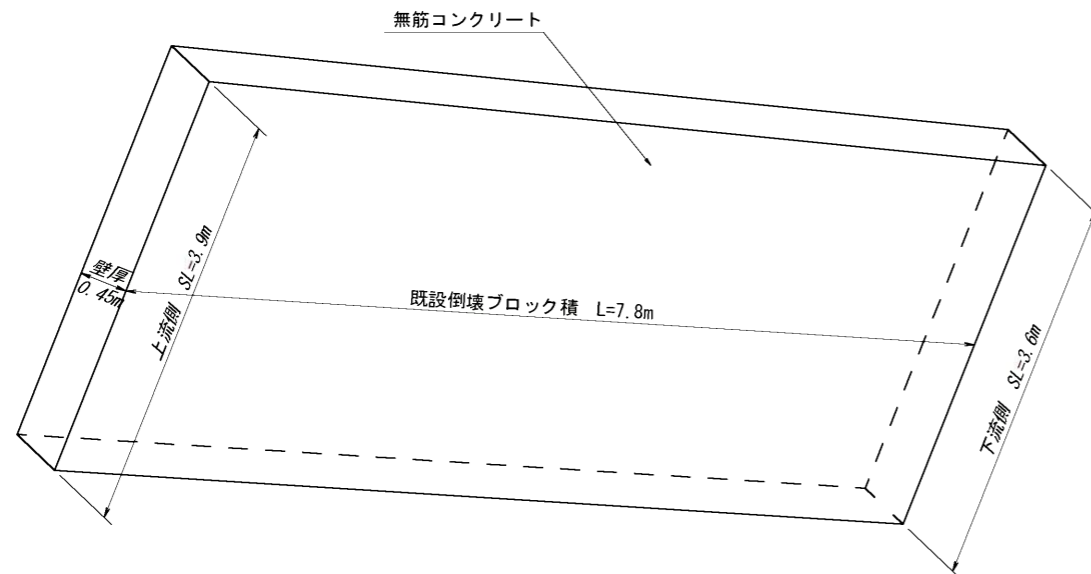 無筋コンクリート
上流側 SL=3.9m
壁厚
0.45m
既設倒壊ブロック積 L=7.8m
下流側 SL=3.6m